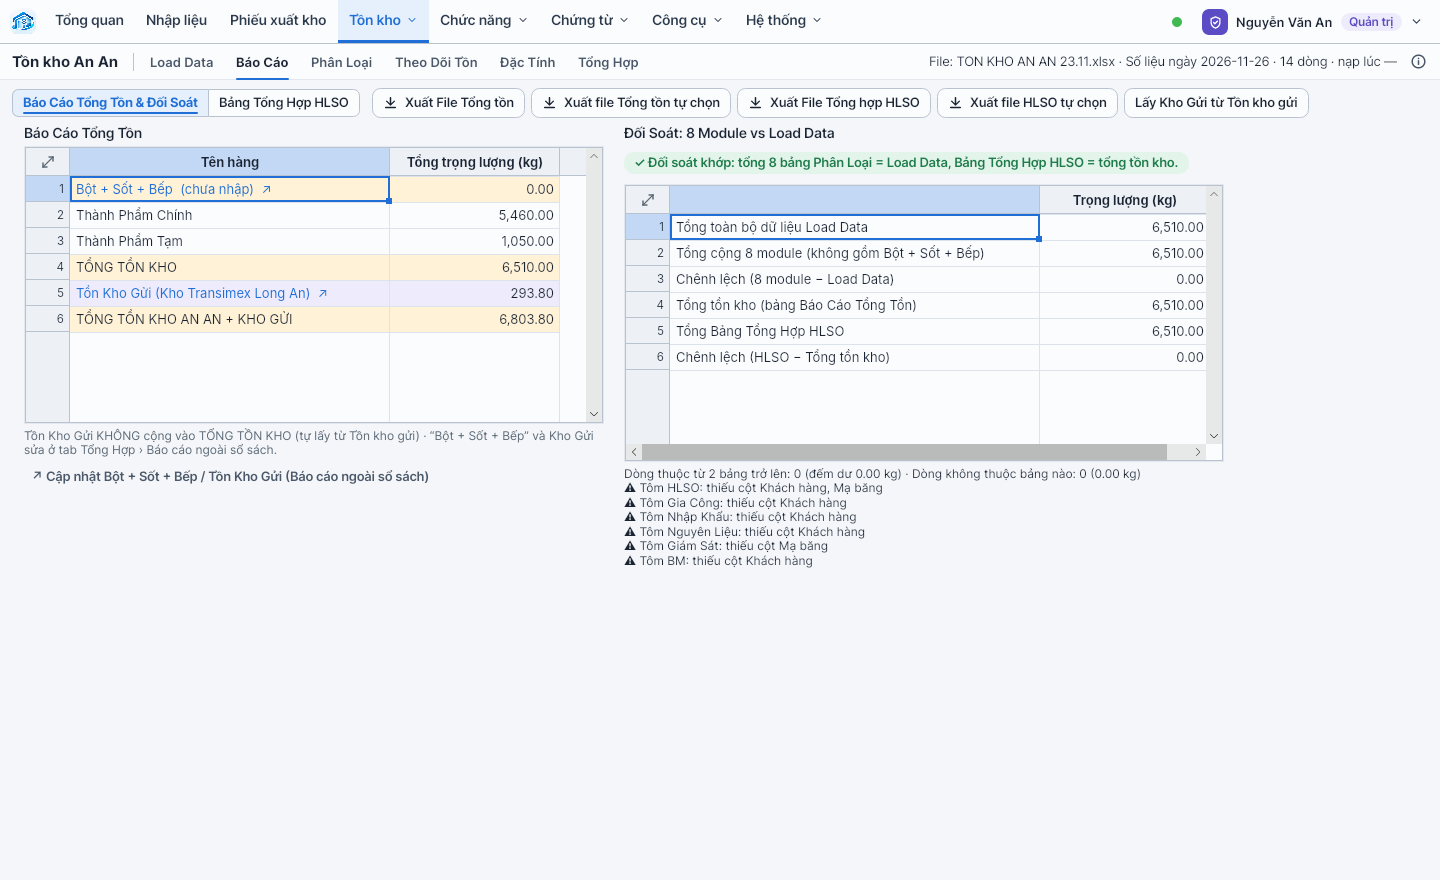 Tổng quan Nhập liệu Phiếu xuất kho Tồn kho Chức năng Chứng từ Công cụ Hệ thống Nguyễn Văn An Quản trị
Tồn kho An An Load Data Báo Cáo Phân Loại Theo Dõi Tồn Đặc Tính Tổng Hợp File: TON KHO AN AN 23.11.xlsx · Số liệu ngày 2026-11-26 · 14 dòng · nạp lúc —
Báo Cáo Tổng Tồn & Đối Soát Bảng Tổng Hợp HLSO Xuất File Tổng tồn Xuất file Tổng tồn tự chọn Xuất File Tổng hợp HLSO Xuất file HLSO tự chọn Lấy Kho Gửi từ Tồn kho gửi
Báo Cáo Tổng Tồn
Tên hàng Tổng trọng lượng (kg)
1 Bột + Sốt + Bếp (chưa nhập) ↗ 0.00
2 Thành Phẩm Chính 5,460.00
3 Thành Phẩm Tạm 1,050.00
4 TỔNG TỒN KHO 6,510.00
5 Tồn Kho Gửi (Kho Transimex Long An) ↗ 293.80
6 TỔNG TỒN KHO AN AN + KHO GỬI 6,803.80
Tồn Kho Gửi KHÔNG cộng vào TỔNG TỒN KHO (tự lấy từ Tồn kho gửi) · “Bột + Sốt + Bếp” và Kho Gửi
sửa ở tab Tổng Hợp › Báo cáo ngoài sổ sách.
↗ Cập nhật Bột + Sốt + Bếp / Tồn Kho Gửi (Báo cáo ngoài sổ sách)
Đối Soát: 8 Module vs Load Data
✓ Đối soát khớp: tổng 8 bảng Phân Loại = Load Data, Bảng Tổng Hợp HLSO = tổng tồn kho.
Trọng lượng (kg)
1 Tổng toàn bộ dữ liệu Load Data 6,510.00
2 Tổng cộng 8 module (không gồm Bột + Sốt + Bếp) 6,510.00
3 Chênh lệch (8 module − Load Data) 0.00
4 Tổng tồn kho (bảng Báo Cáo Tổng Tồn) 6,510.00
5 Tổng Bảng Tổng Hợp HLSO 6,510.00
6 Chênh lệch (HLSO − Tổng tồn kho) 0.00
Dòng thuộc từ 2 bảng trở lên: 0 (đếm dư 0.00 kg) · Dòng không thuộc bảng nào: 0 (0.00 kg)
⚠ Tôm HLSO: thiếu cột Khách hàng, Mạ băng
⚠ Tôm Gia Công: thiếu cột Khách hàng
⚠ Tôm Nhập Khẩu: thiếu cột Khách hàng
⚠ Tôm Nguyên Liệu: thiếu cột Khách hàng
⚠ Tôm Giám Sát: thiếu cột Mạ băng
⚠ Tôm BM: thiếu cột Khách hàng